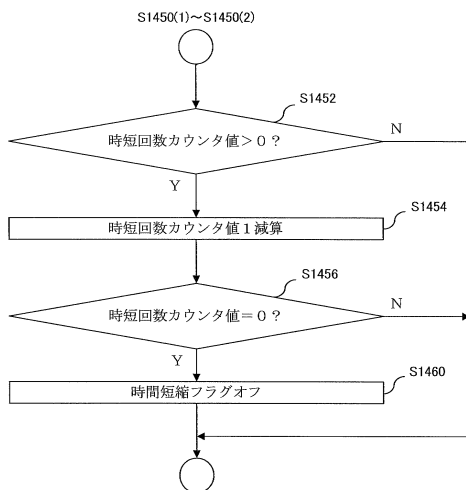 S1450(1)～S1450(2)
S1452
時短回数カウンタ値＞０？
N
Y
S1454
時短回数カウンタ値１減算
S1456
時短回数カウンタ値＝０？
N
Y
S1460
時間短縮フラグオフ